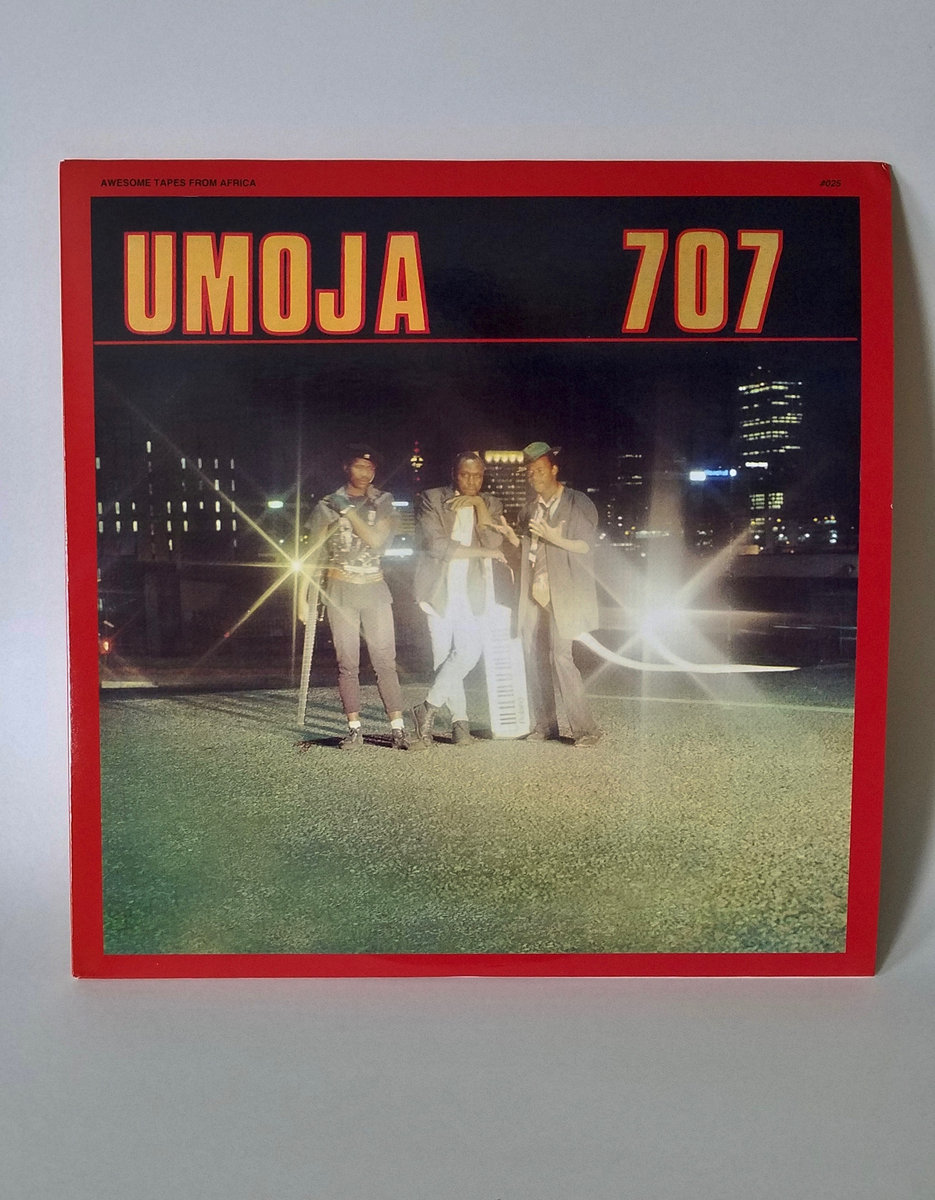 AWESOME TAPES FROM AFRICA #025
UMOJA 707